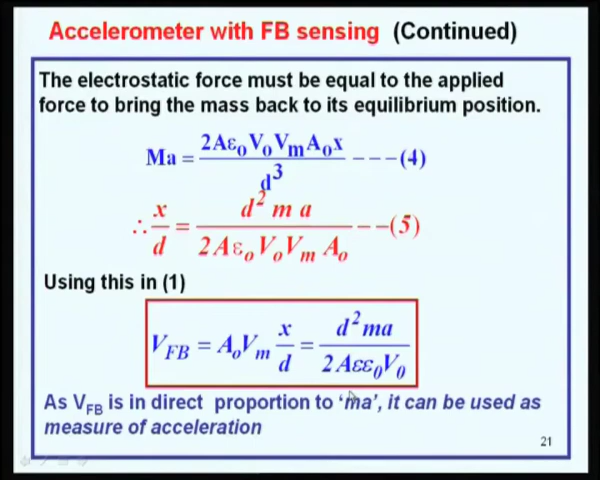 Accelerometer with FB sensing (Continued)
The electrostatic force must be equal to the applied
force to bring the mass back to its equilibrium position.
Ma = 2Aε₀V₀VₘA₀x / d³ --- (4)
∴ x/d = d² m a / 2Aε₀V₀Vₘ A₀ --(5)
Using this in (1)
V_FB = A₀Vₘ x/d = d²ma / 2Aεε₀V₀
As V_FB is in direct proportion to ‘ma’, it can be used as
measure of acceleration
21